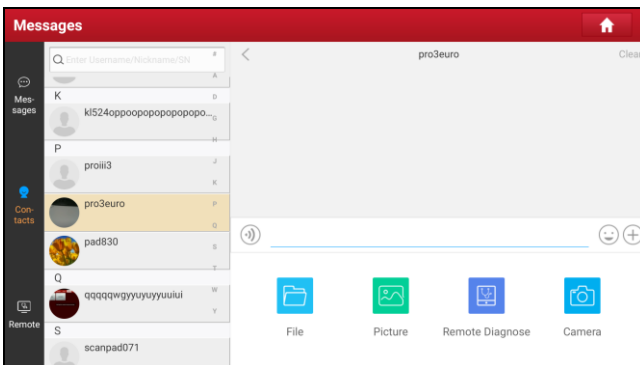 Messages
Enter Username/Nickname/SN
#
A
D
G
H
J
K
P
Q
S
T
W
Y
Mes-
sages
Con-
tacts
Remote
K
kl524oppoopopopopopopo...
P
proiii3
pro3euro
pad830
Q
qqqqqwgyyuyuyyuuiui
S
scanpad071
pro3euro
Clear
File
Picture
Remote Diagnose
Camera